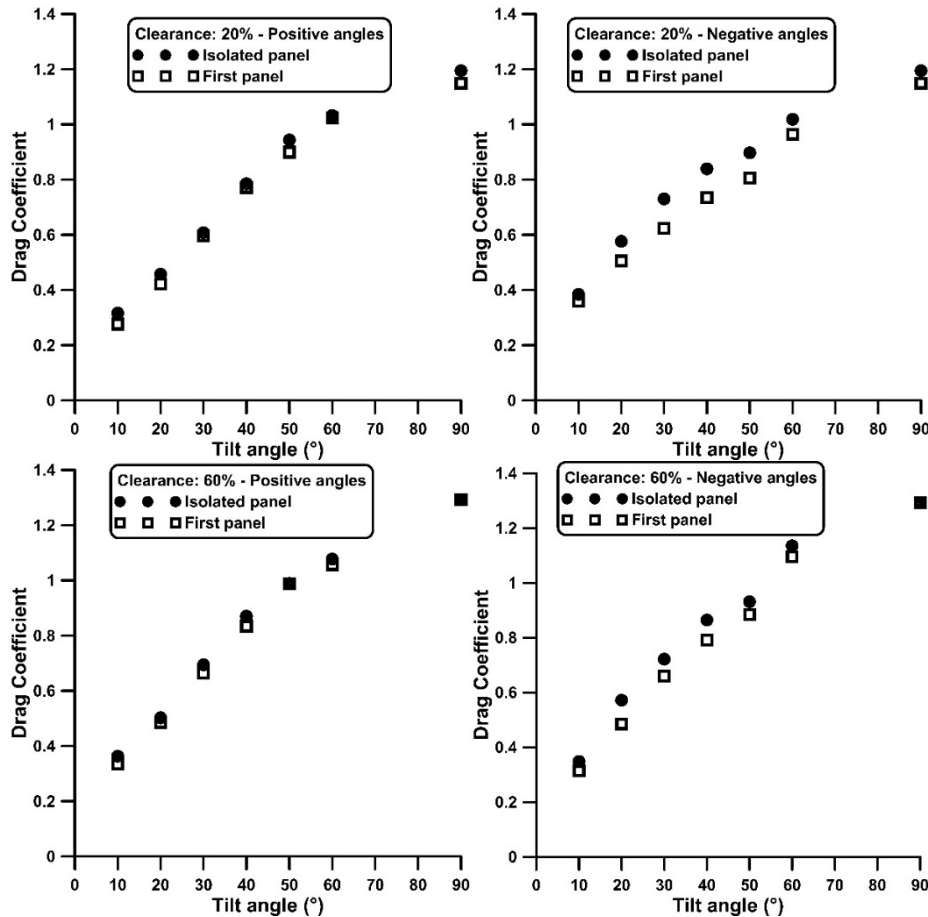 Clearance: 20% - Positive angles
Isolated panel
First panel
Drag Coefficient
1.4
1.2
1
0.8
0.6
0.4
0.2
0
0 10 20 30 40 50 60 70 80 90
Tilt angle (°)
Clearance: 20% - Negative angles
Isolated panel
First panel
Drag Coefficient
1.4
1.2
1
0.8
0.6
0.4
0.2
0
0 10 20 30 40 50 60 70 80 90
Tilt angle (°)
Clearance: 60% - Positive angles
Isolated panel
First panel
Drag Coefficient
1.4
1.2
1
0.8
0.6
0.4
0.2
0
0 10 20 30 40 50 60 70 80 90
Tilt angle (°)
Clearance: 60% - Negative angles
Isolated panel
First panel
Drag Coefficient
1.4
1.2
1
0.8
0.6
0.4
0.2
0
0 10 20 30 40 50 60 70 80 90
Tilt angle (°)